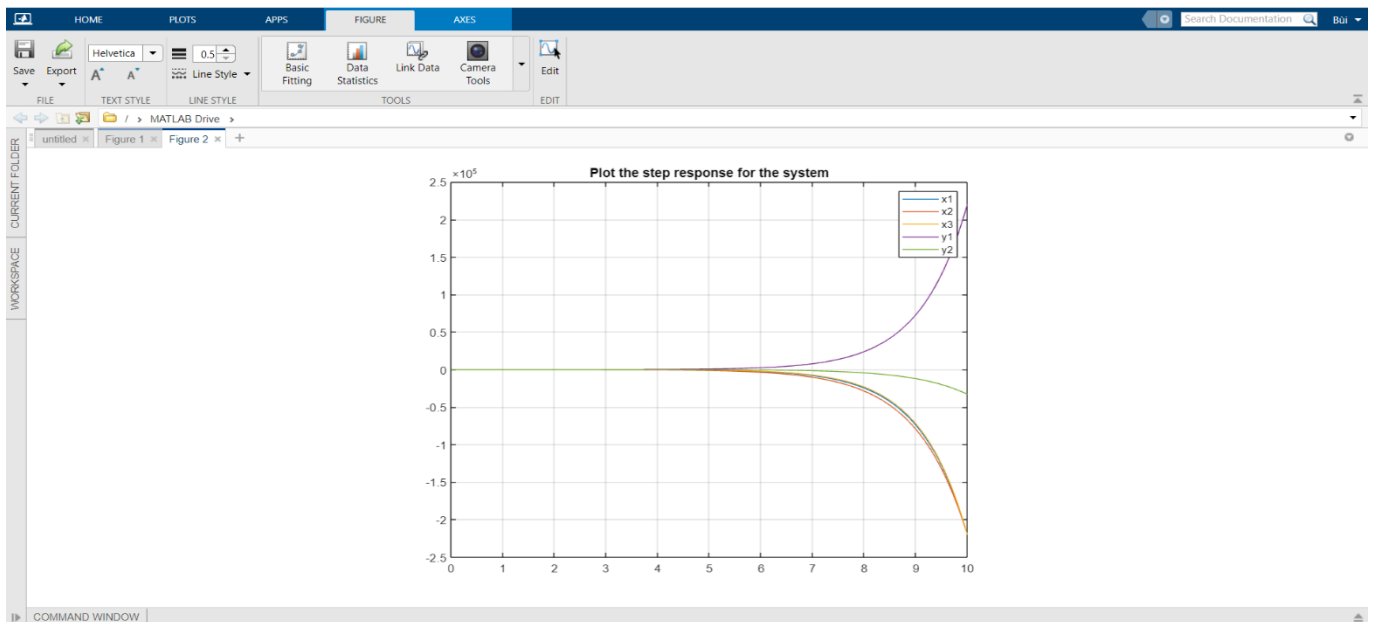 HOME PLOTS APPS FIGURE AXES Search Documentation Bùi
Save Export Helvetica 0.5 Line Style Basic Fitting Data Statistics Link Data Camera Tools Edit
A A
FILE TEXT STYLE LINE STYLE TOOLS EDIT
/ › MATLAB Drive ›
untitled × Figure 1 × Figure 2 × +
CURRENT FOLDER
WORKSPACE
Plot the step response for the system
×10⁵
2.5
2
1.5
1
0.5
0
-0.5
-1
-1.5
-2
-2.5
x1
x2
x3
y1
y2
0 1 2 3 4 5 6 7 8 9 10
COMMAND WINDOW